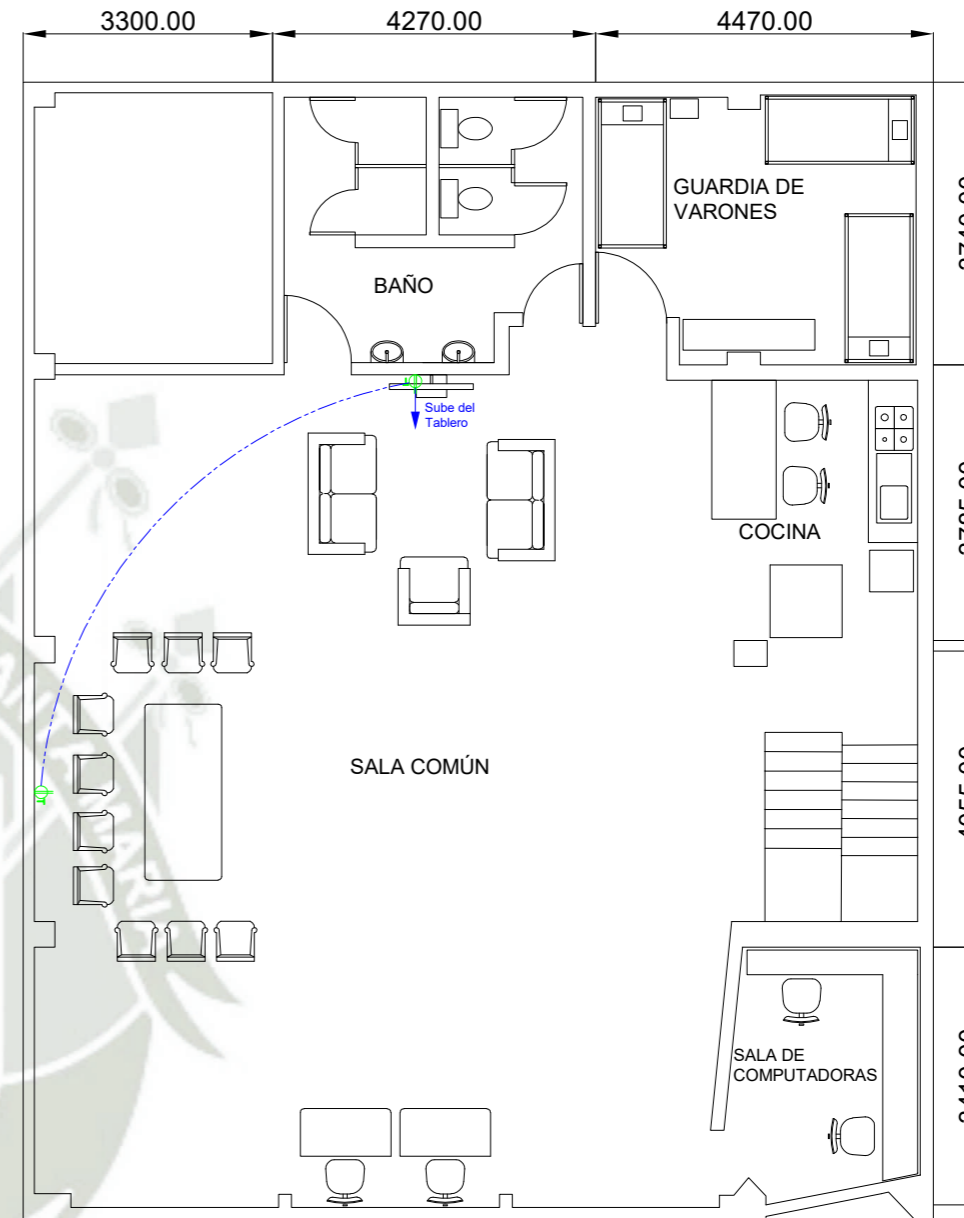 3300.00
4270.00
4470.00
GUARDIA DE
VARONES
BAÑO
Sube del
Tablero
COCINA
SALA COMÚN
SALA DE
COMPUTADORAS